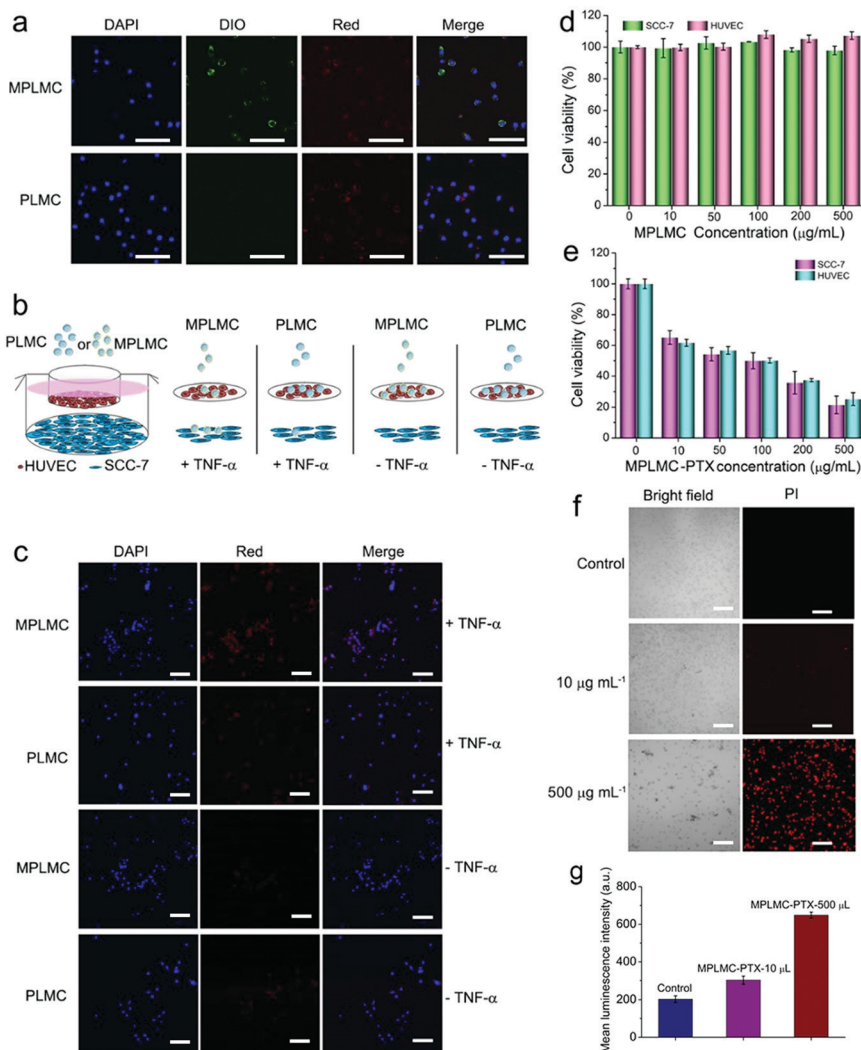 a
DAPI DIO Red Merge
MPLMC
PLMC
b
PLMC or MPLMC
HUVEC SCC-7
MPLMC PLMC MPLMC PLMC
+ TNF-α + TNF-α - TNF-α - TNF-α
c
DAPI Red Merge
MPLMC + TNF-α
PLMC + TNF-α
MPLMC - TNF-α
PLMC - TNF-α
d
SCC-7 HUVEC
Cell viability (%)
120
100
80
60
40
20
0
0 10 50 100 200 500
MPLMC Concentration (μg/mL)
e
SCC-7
HUVEC
Cell viability (%)
120
100
80
60
40
20
0
0 10 50 100 200 500
MPLMC-PTX concentration (μg/mL)
f
Bright field PI
Control
10 μg mL⁻¹
500 μg mL⁻¹
g
Mean luminescence intensity (a.u.)
800
600
400
200
0
Control
MPLMC-PTX-10 μL
MPLMC-PTX-500 μL